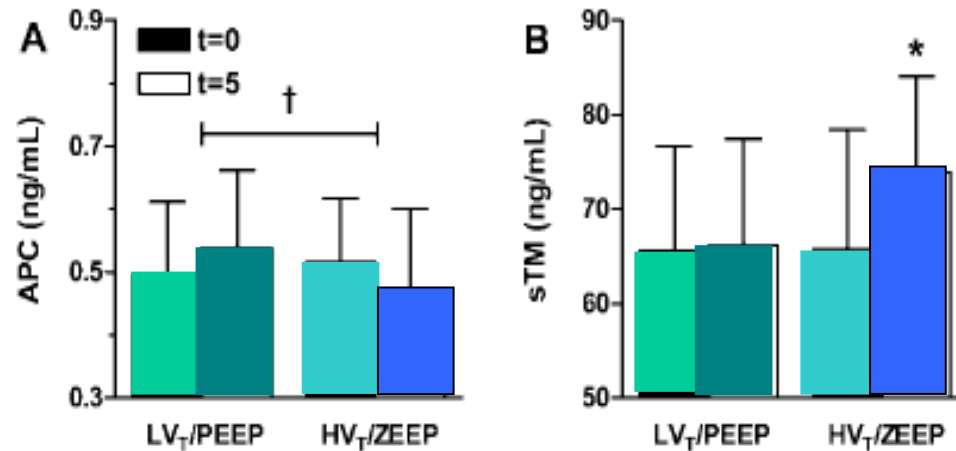 A
t=0
t=5
†
APC (ng/mL)
0.9
0.7
0.5
0.3
LVT/PEEP
HVT/ZEEP
B
*
sTM (ng/mL)
90
80
70
60
50
LVT/PEEP
HVT/ZEEP